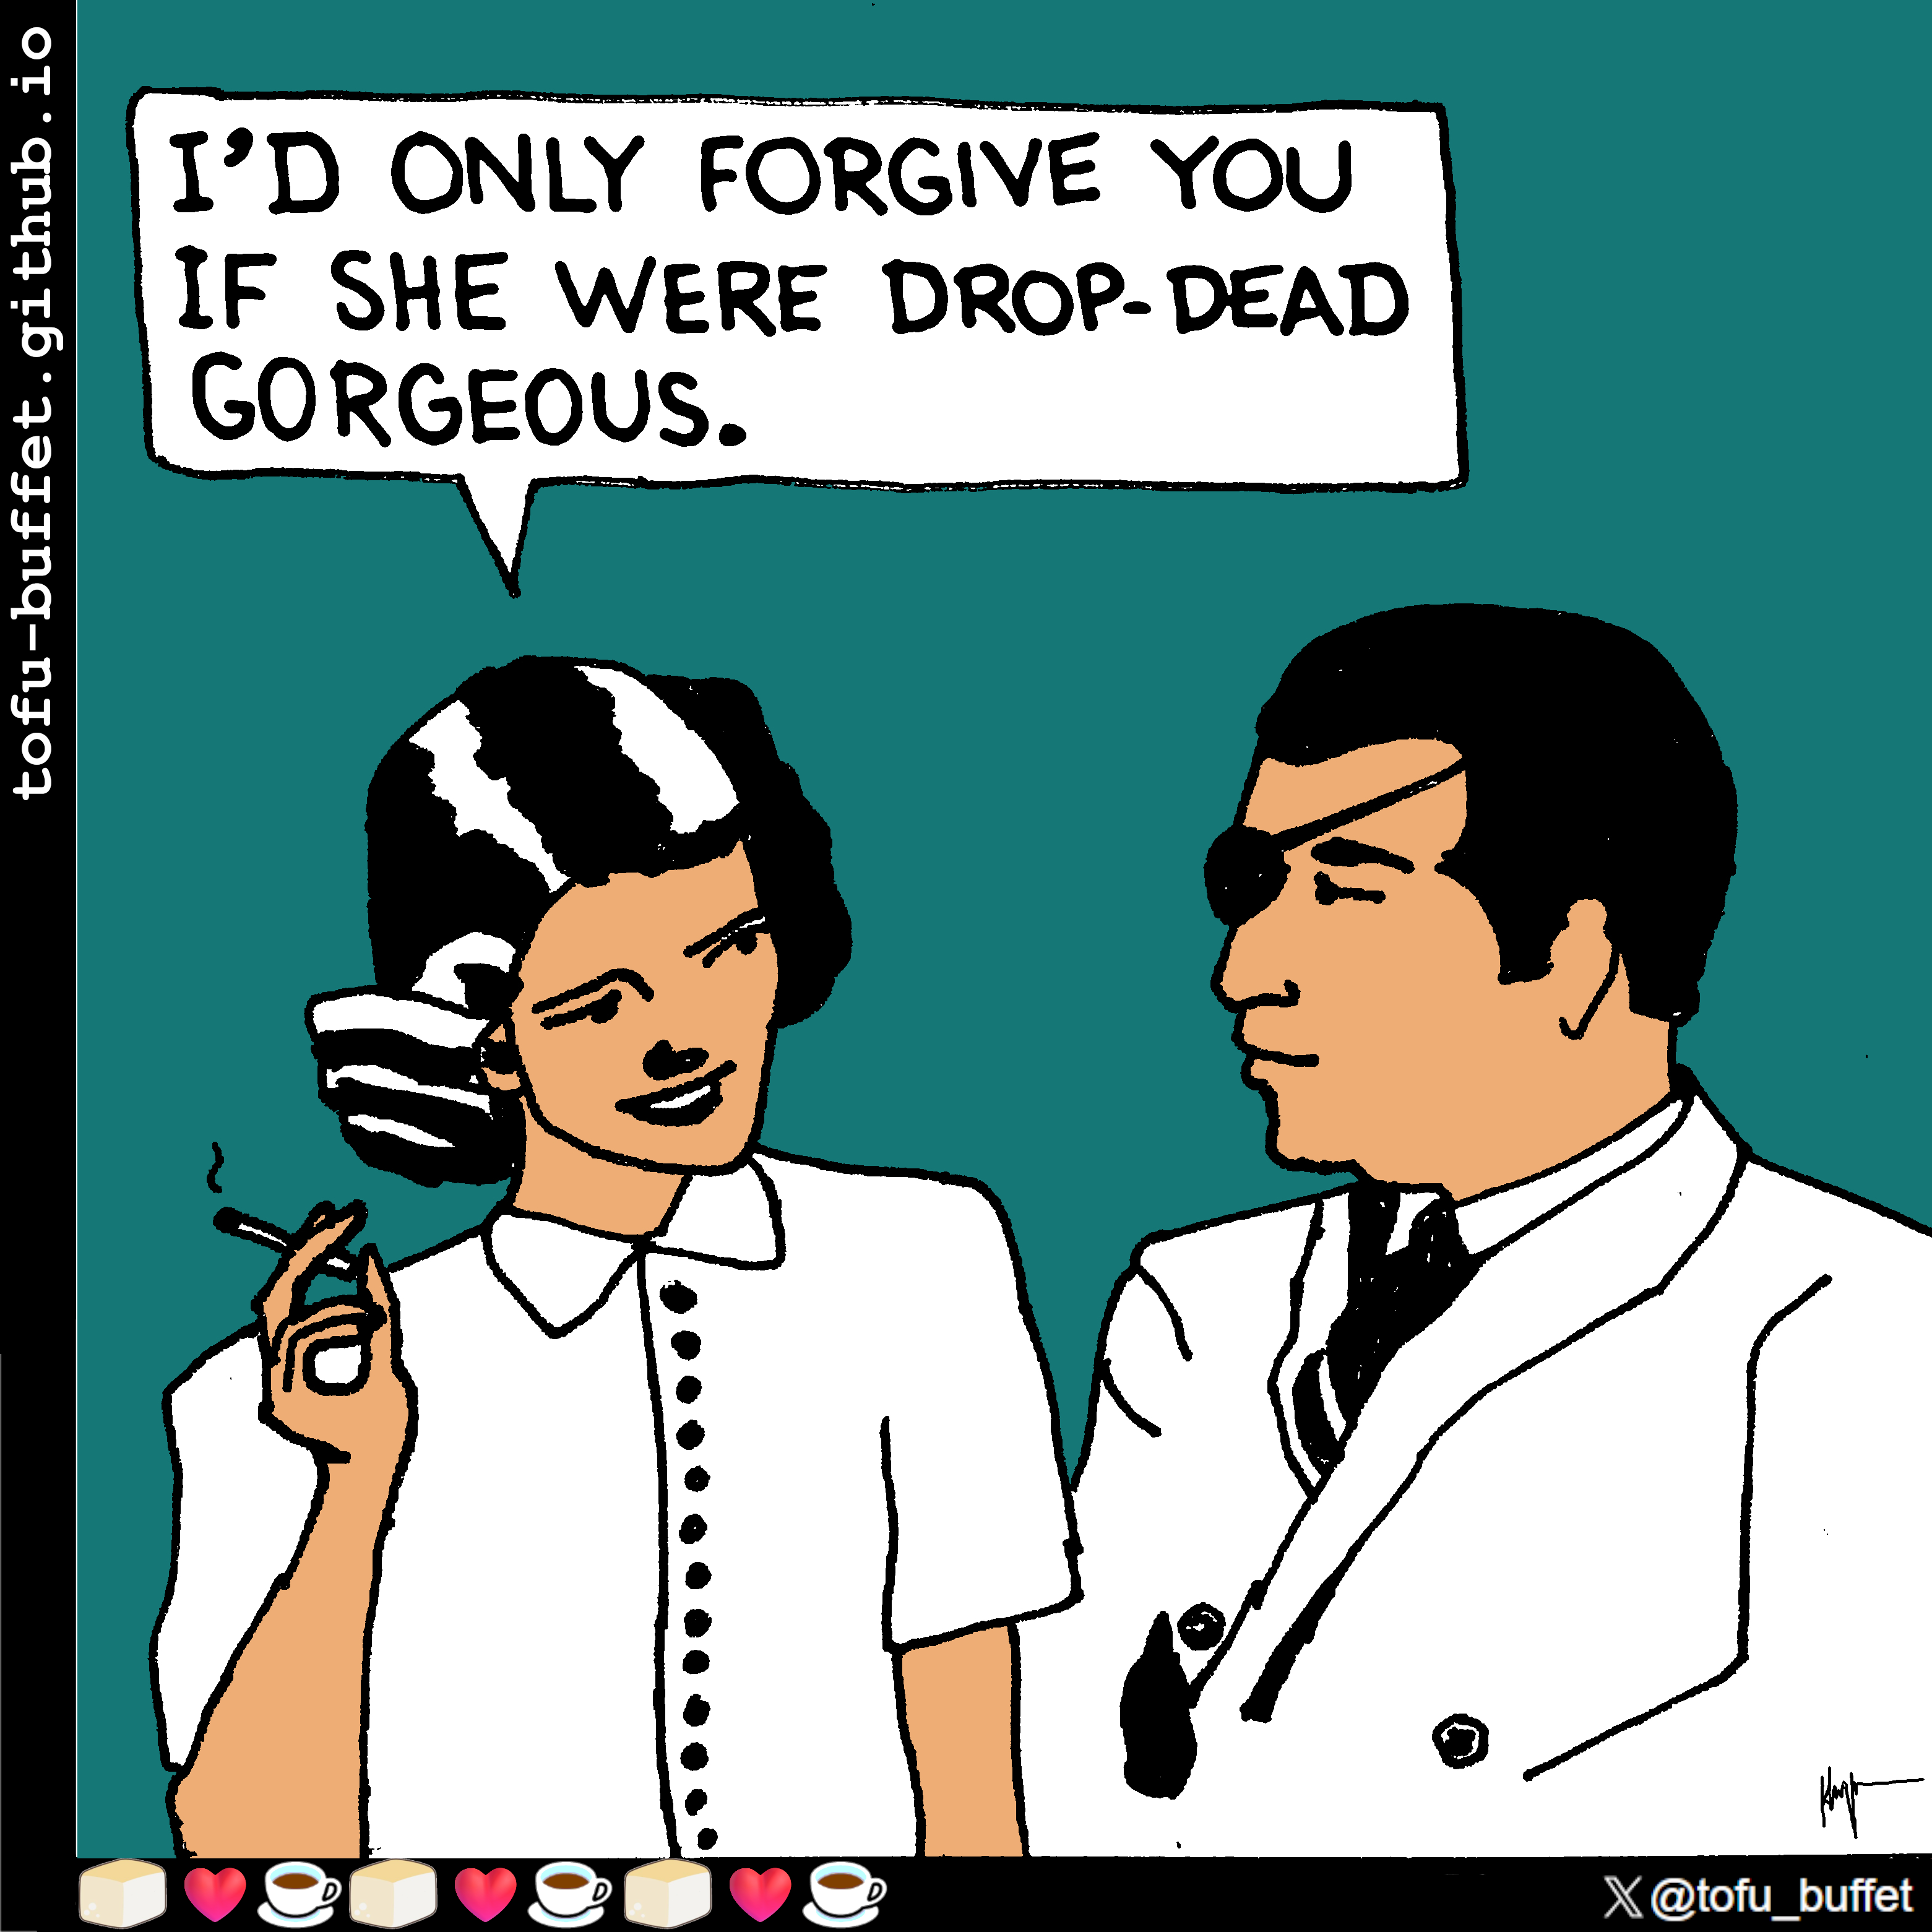 I'D ONLY FORGIVE YOU
IF SHE WERE DROP-DEAD
GORGEOUS.
tofu-buffet.github.io
𝕏 @tofu_buffet